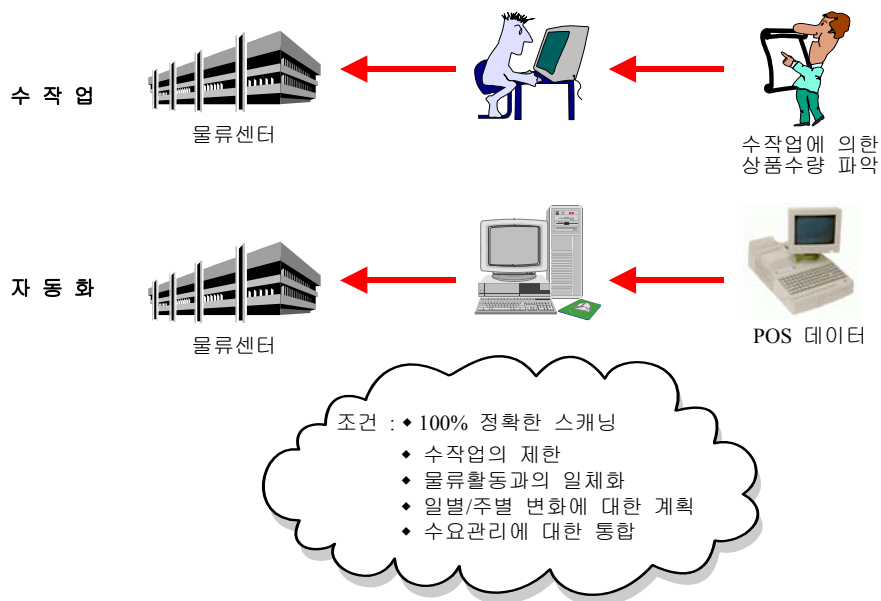 수 작 업
물류센터
수작업에 의한
상품수량 파악
자 동 화
물류센터
POS 데이터
조건 : ◆ 100% 정확한 스캐닝
◆ 수작업의 제한
◆ 물류활동과의 일체화
◆ 일별/주별 변화에 대한 계획
◆ 수요관리에 대한 통합